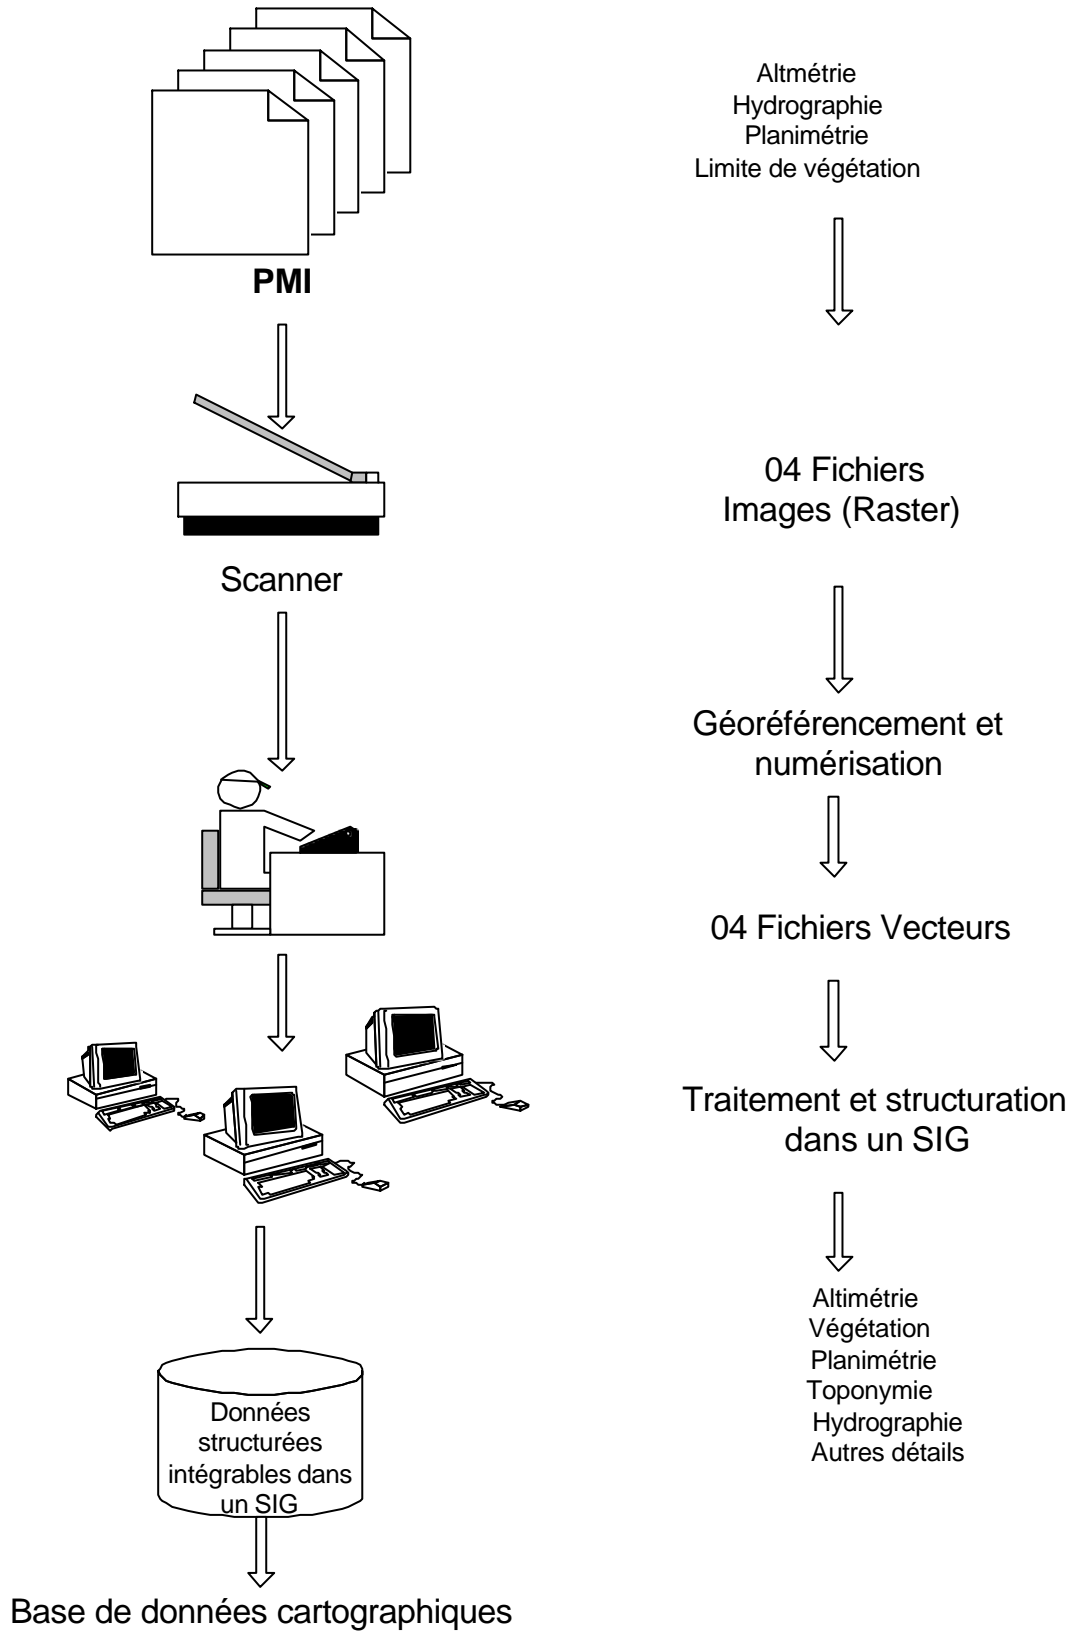 Altmétrie
Hydrographie
Planimétrie
Limite de végétation
PMI
04 Fichiers
Images (Raster)
Scanner
Géoréférencement et
numérisation
04 Fichiers Vecteurs
Traitement et structuration
dans un SIG
Altimétrie
Végétation
Planimétrie
Toponymie
Hydrographie
Autres détails
Données
structurées
intégrables dans
un SIG
Base de données cartographiques